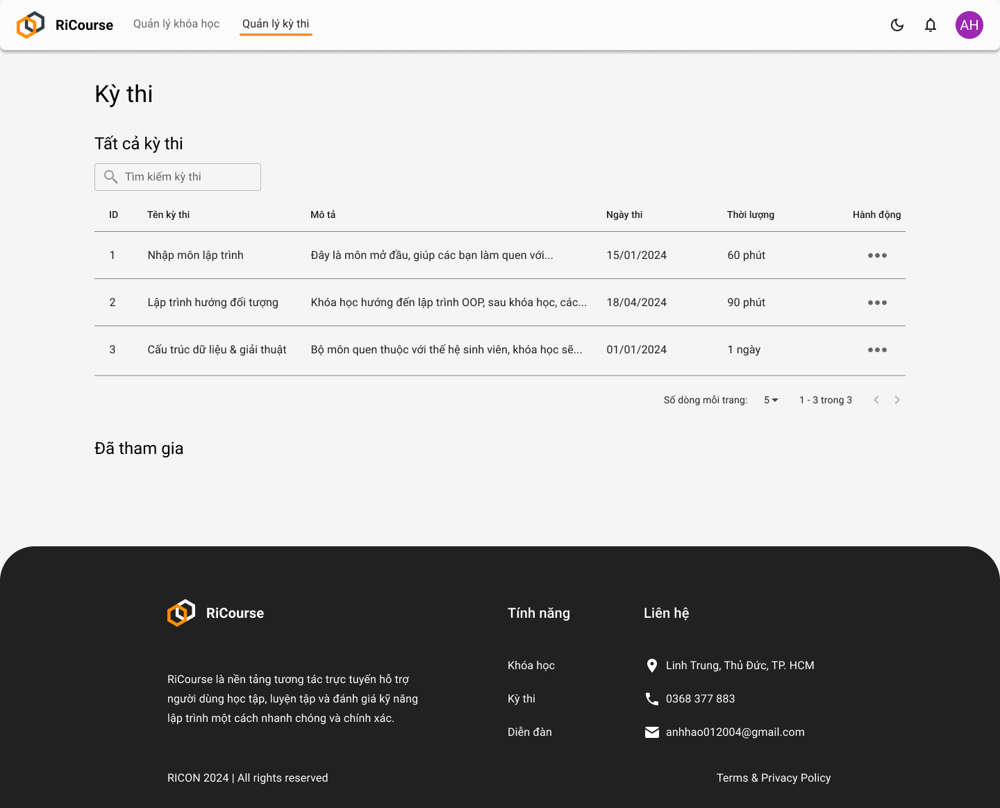 RiCourse Quản lý khóa học Quản lý kỳ thi AH
Kỳ thi
Tất cả kỳ thi
Tìm kiếm kỳ thi
ID Tên kỳ thi Mô tả Ngày thi Thời lượng Hành động
1 Nhập môn lập trình Đây là môn mở đầu, giúp các bạn làm quen với... 15/01/2024 60 phút
2 Lập trình hướng đối tượng Khóa học hướng đến lập trình OOP, sau khóa học, các... 18/04/2024 90 phút
3 Cấu trúc dữ liệu & giải thuật Bộ môn quen thuộc với thế hệ sinh viên, khóa học sẽ... 01/01/2024 1 ngày
Số dòng mỗi trang: 5 1 - 3 trong 3
Đã tham gia
RiCourse Tính năng Liên hệ
Khóa học Linh Trung, Thủ Đức, TP. HCM
RiCourse là nền tảng tương tác trực tuyến hỗ trợ
người dùng học tập, luyện tập và đánh giá kỹ năng Kỳ thi 0368 377 883
lập trình một cách nhanh chóng và chính xác.
Diễn đàn anhhao012004@gmail.com
RICON 2024 | All rights reserved Terms & Privacy Policy